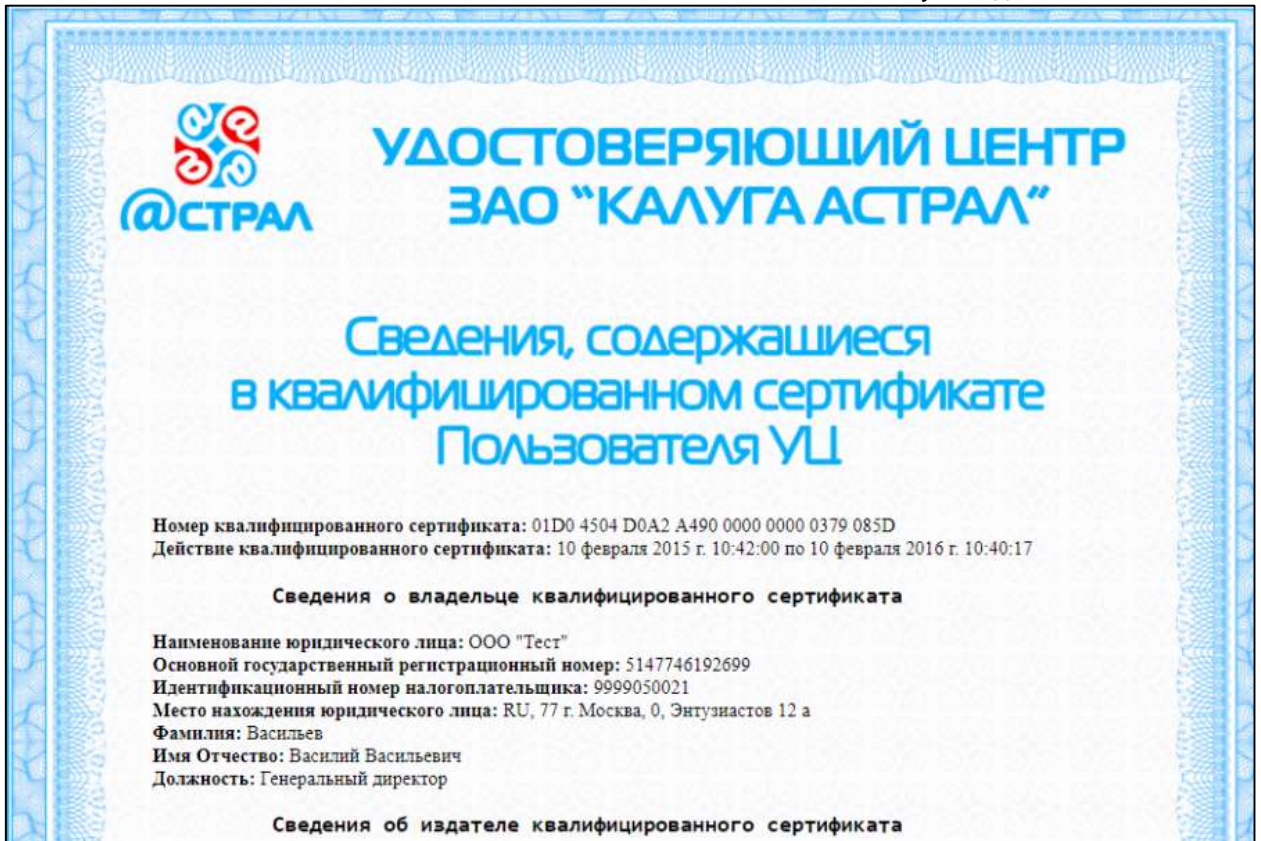 @СТРАЛ
УДОСТОВЕРЯЮЩИЙ ЦЕНТР
ЗАО “КАЛУГА АСТРАЛ”
Сведения, содержащиеся
в квалифицированном сертификате
Пользователя УЦ
Номер квалифицированного сертификата: 01D0 4504 D0A2 A490 0000 0000 0379 085D
Действие квалифицированного сертификата: 10 февраля 2015 г. 10:42:00 по 10 февраля 2016 г. 10:40:17
Сведения о владельце квалифицированного сертификата
Наименование юридического лица: ООО "Тест"
Основной государственный регистрационный номер: 5147746192699
Идентификационный номер налогоплательщика: 9999050021
Место нахождения юридического лица: RU, 77 г. Москва, 0, Энтузиастов 12 а
Фамилия: Васильев
Имя Отчество: Василий Васильевич
Должность: Генеральный директор
Сведения об издателе квалифицированного сертификата